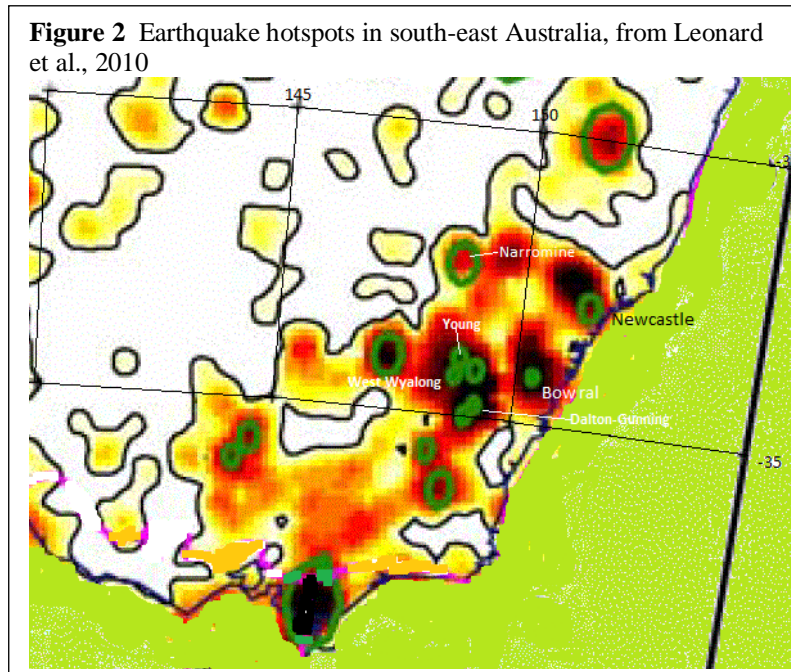 Figure 2 Earthquake hotspots in south-east Australia, from Leonard
et al., 2010
145
150
-3
Narromine
Newcastle
Young
West Wyalong
Bowral
Dalton-Gunning
-35